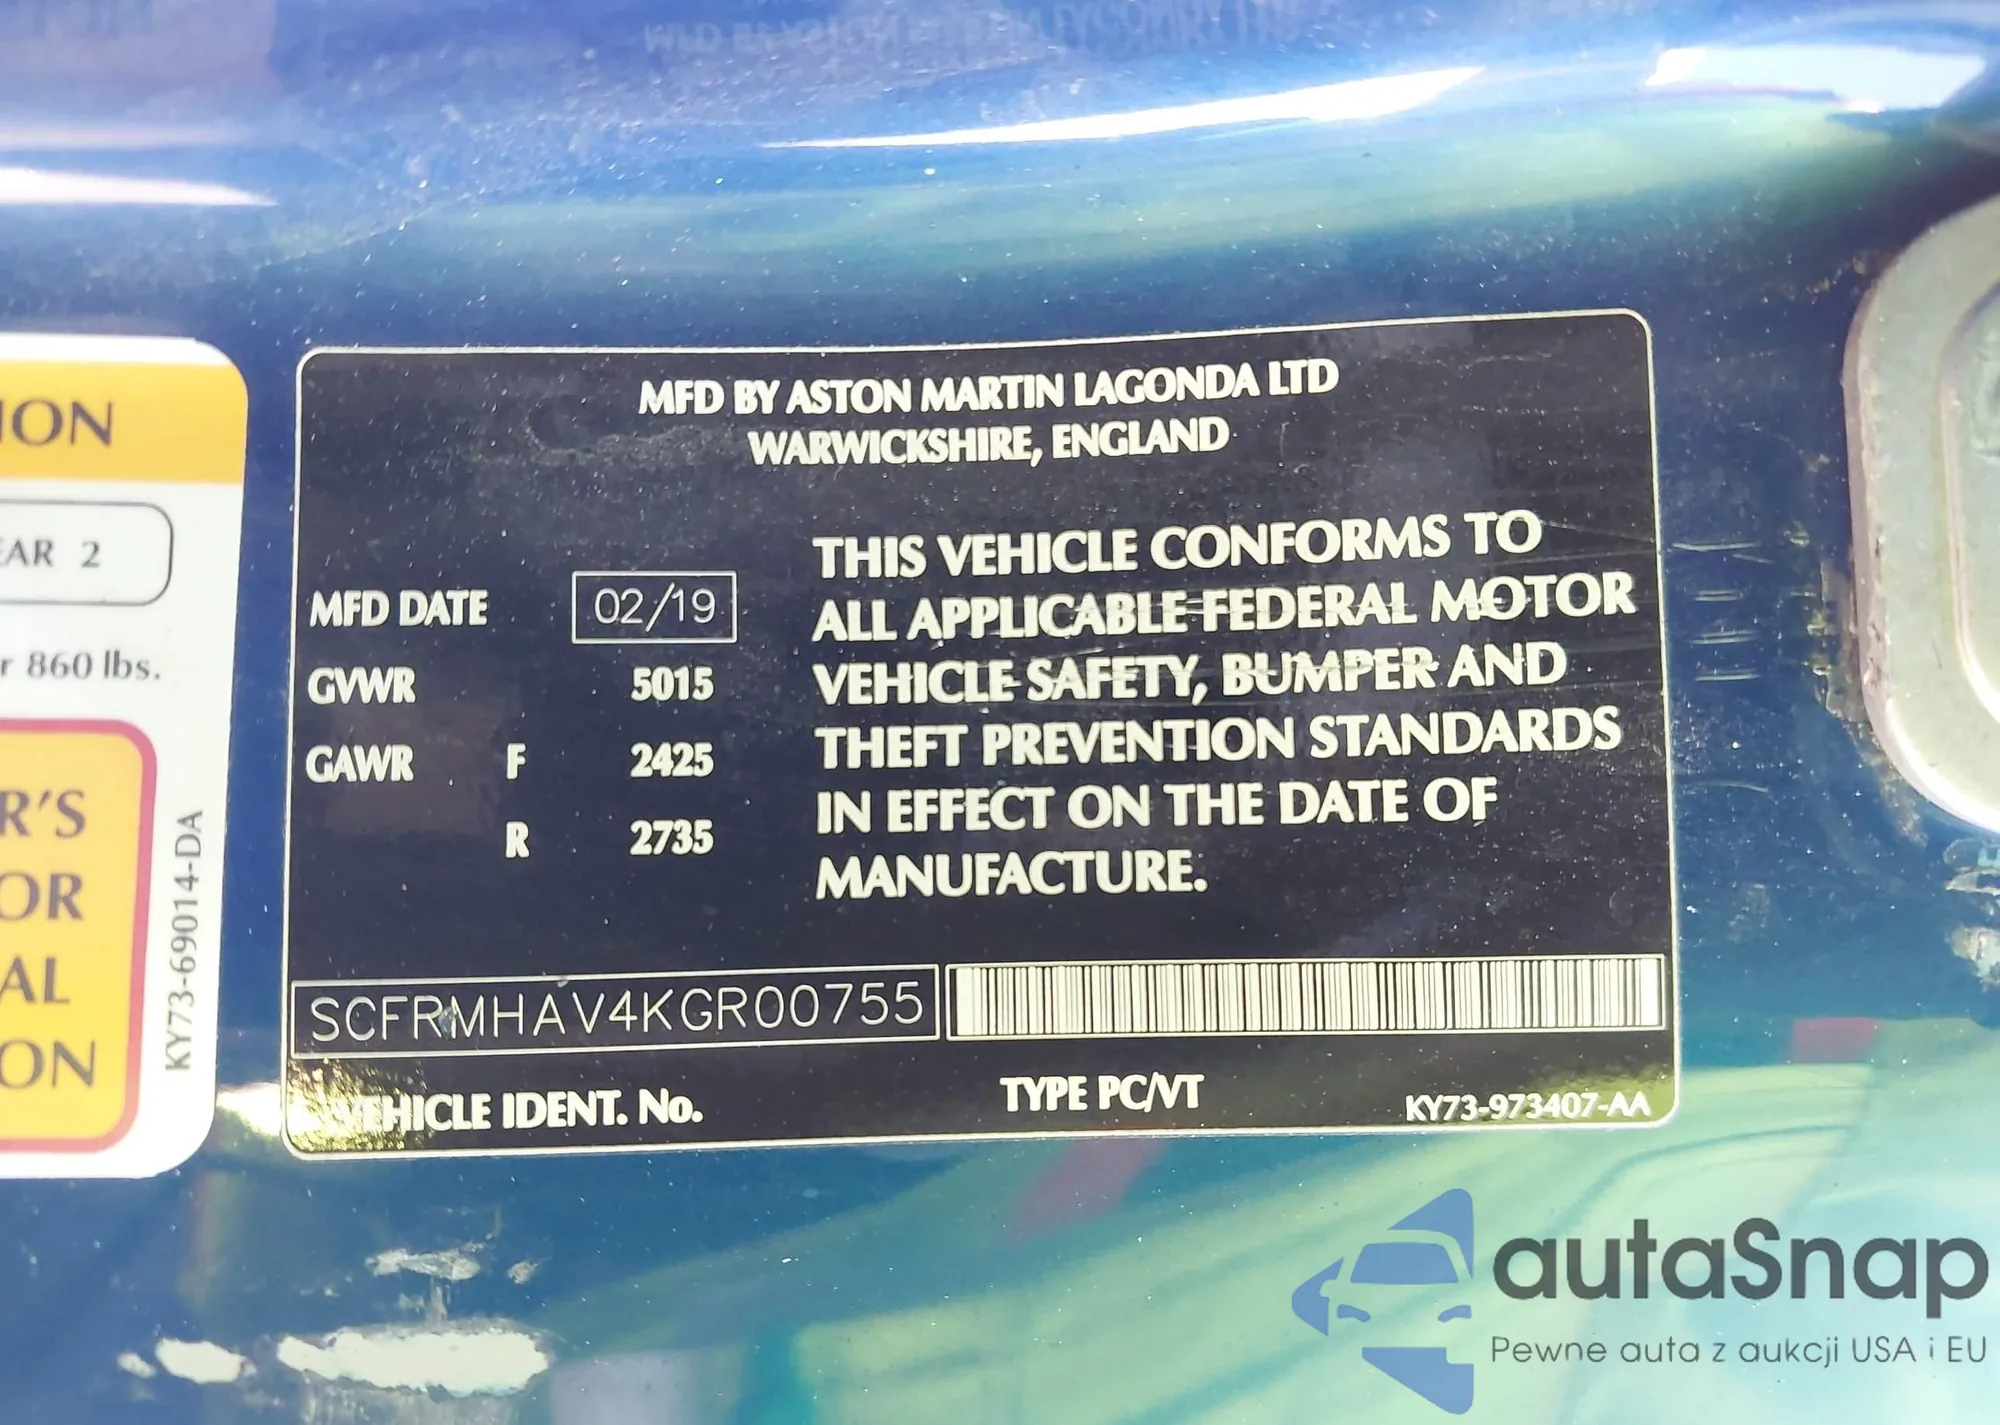 ION
EAR 2
r 860 lbs.
R'S
OR
AL
ON
KY73-69014-DA
MFD BY ASTON MARTIN LAGONDA LTD
WARWICKSHIRE, ENGLAND
MFD DATE 02/19
GVWR 5015
GAWR F 2425
R 2735
THIS VEHICLE CONFORMS TO
ALL APPLICABLE FEDERAL MOTOR
VEHICLE SAFETY, BUMPER AND
THEFT PREVENTION STANDARDS
IN EFFECT ON THE DATE OF
MANUFACTURE.
SCFRMHAV4KGR00755
VEHICLE IDENT. No.
TYPE PC/VT
KY73-973407-AA
autaSnap
Pewne auta z aukcji USA i EU